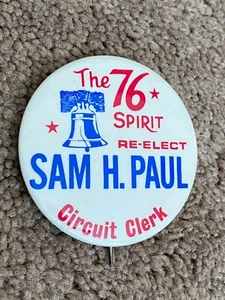 The 76
SPIRIT
RE-ELECT
SAM H. PAUL
Circuit Clerk